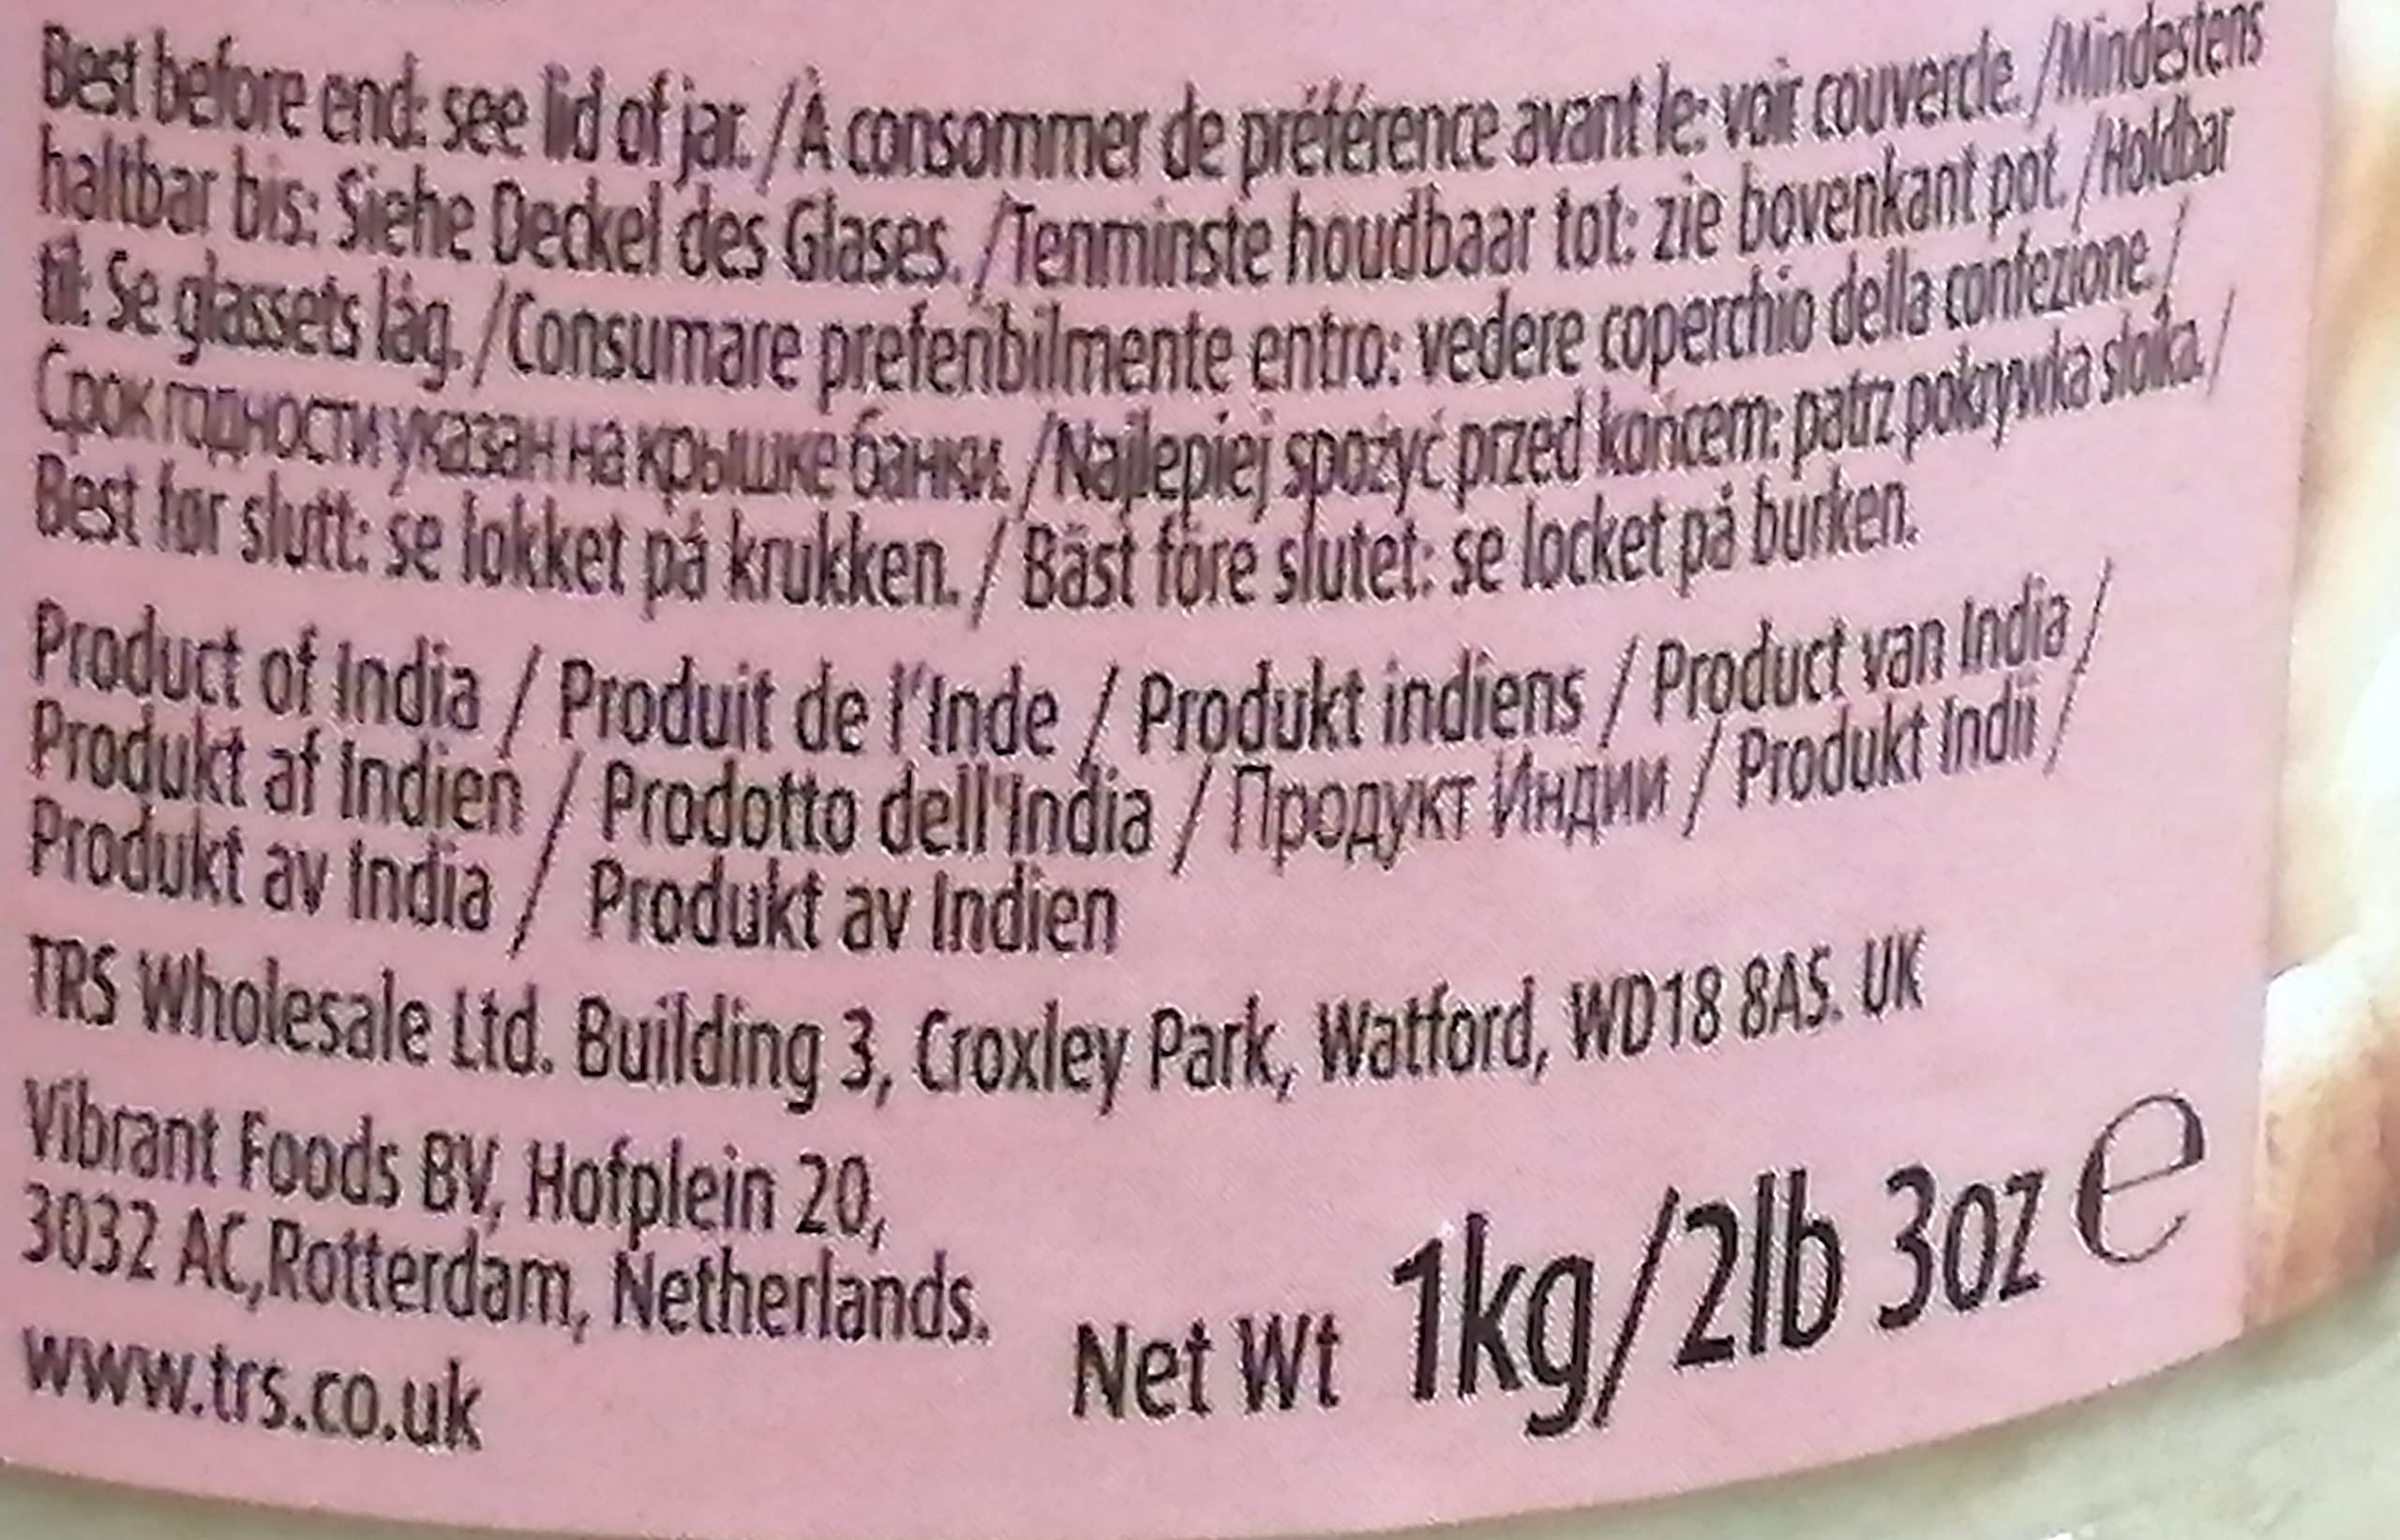 Best before end: see lid of jar. /À consommer de préférence avant le: voir couvercle. /Mindestens
haltbar bis: Siehe Deckel des Glases. /Tenminste houdbaar tot: zie bovenkant pot. /Holdbar
til: Se glassets låg. /Consumare preferibilmente entro: vedere coperchio della confezione. /
Срок годности указан на крышке банки. /Najlepiej spożyć przed końcem: patrz pokrywka słoika. /
Best før slutt: se lokket på krukken. / Bäst före slutet: se locket på burken.
Product of India / Produit de l'Inde / Produkt indiens / Product van India /
Produkt af Indien / Prodotto dell'India / Продукт Индии / Produkt Indii /
Produkt av India / Produkt av Indien
TRS Wholesale Ltd. Building 3, Croxley Park, Watford, WD18 8AS. UK
Vibrant Foods BV, Hofplein 20,
3032 AC,Rotterdam, Netherlands.
www.trs.co.uk
Net Wt 1kg/2lb 3oz e